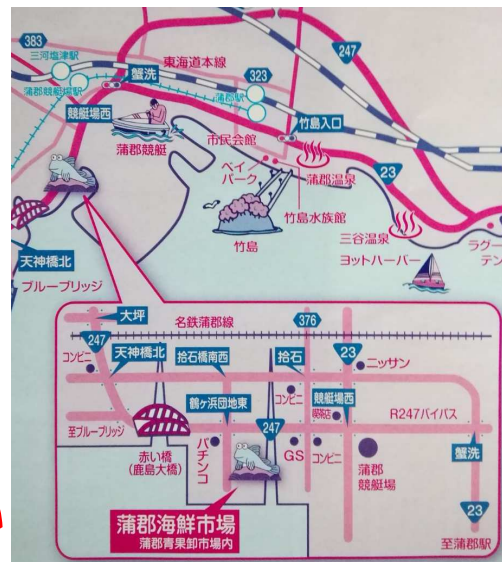 383
三河塩津駅
東海道本線
247
蟹洗
323
蒲郡競艇場駅
蒲郡駅
競艇場西
竹島入口
市民会館
蒲郡競艇
ベイ
パーク
蒲郡温泉
23
竹島水族館
竹島
三谷温泉
ラグー
テン
ヨットハーバー
天神橋北
ブルーブリッジ
大坪
名鉄蒲郡線
376
247
コンビニ
天神橋北
拾石橋南西
拾石
23
ニッサン
鶴ヶ浜団地東
コンビニ
競艇場西
喫茶店
247
R247バイパス
至ブルーブリッジ
赤い橋
(鹿島大橋)
パチンコ
GS
コンビニ
蒲郡
競艇場
蟹洗
蒲郡海鮮市場
蒲郡青果卸市場内
23
至蒲郡駅